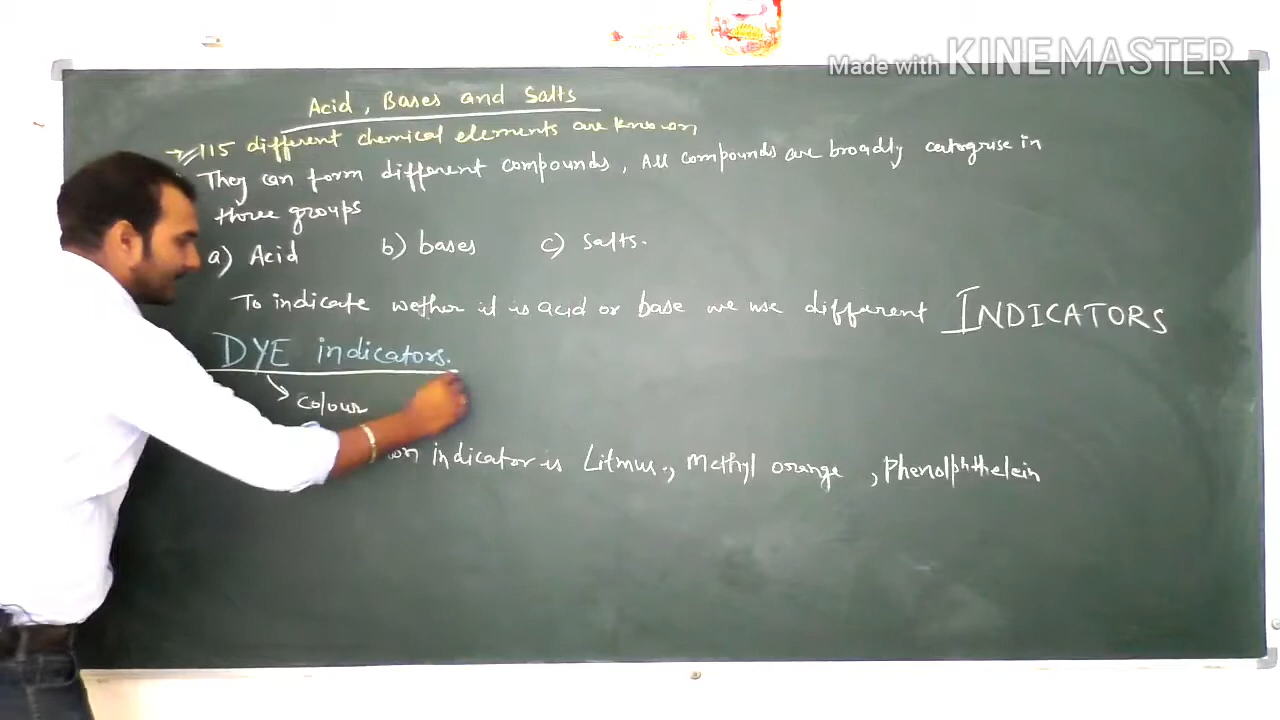 Made with KINEMASTER
Acid, Bases and Salts
→ 115 different chemical elements are known
They can form different compounds, All compounds are broadly categruse in
three groups
a) Acid b) bases c) Salts.
To indicate wether it is acid or base we use different INDICATORS
DYE indicators.
→ Colour
indicator is Litmus., Methyl orange, Phenolphthelein